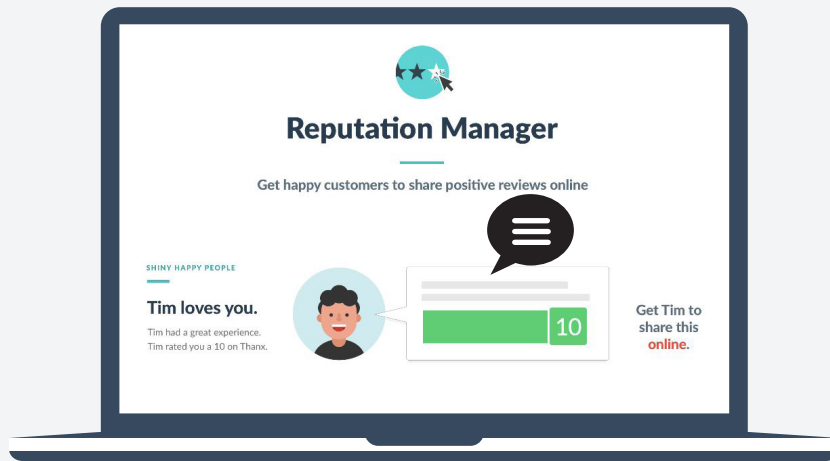 Reputation Manager
Get happy customers to share positive reviews online
SHINY HAPPY PEOPLE
Tim loves you.
Tim had a great experience.
Tim rated you a 10 on Thanx.
10
Get Tim to
share this
online.